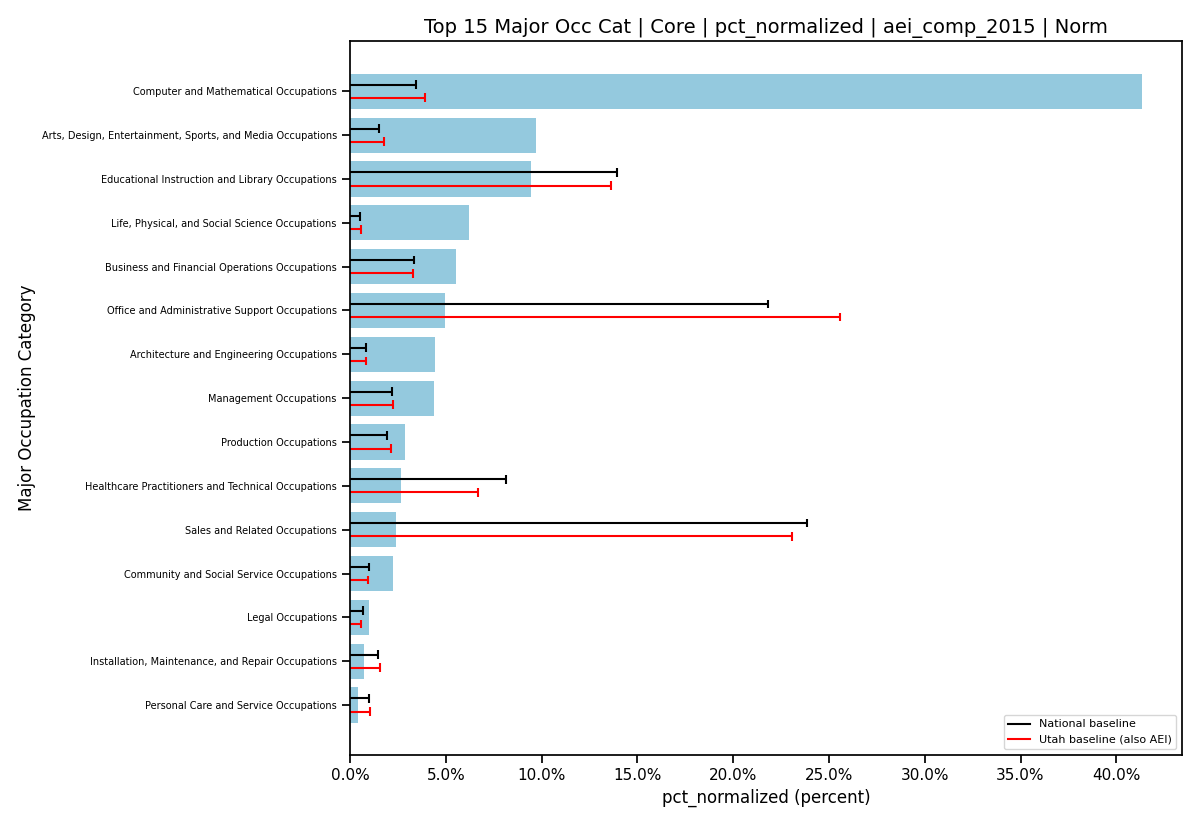 Top 15 Major Occ Cat | Core | pct_normalized | aei_comp_2015 | Norm
Major Occupation Category
Computer and Mathematical Occupations
Arts, Design, Entertainment, Sports, and Media Occupations
Educational Instruction and Library Occupations
Life, Physical, and Social Science Occupations
Business and Financial Operations Occupations
Office and Administrative Support Occupations
Architecture and Engineering Occupations
Management Occupations
Production Occupations
Healthcare Practitioners and Technical Occupations
Sales and Related Occupations
Community and Social Service Occupations
Legal Occupations
Installation, Maintenance, and Repair Occupations
Personal Care and Service Occupations
National baseline
Utah baseline (also AEI)
0.0% 5.0% 10.0% 15.0% 20.0% 25.0% 30.0% 35.0% 40.0%
pct_normalized (percent)